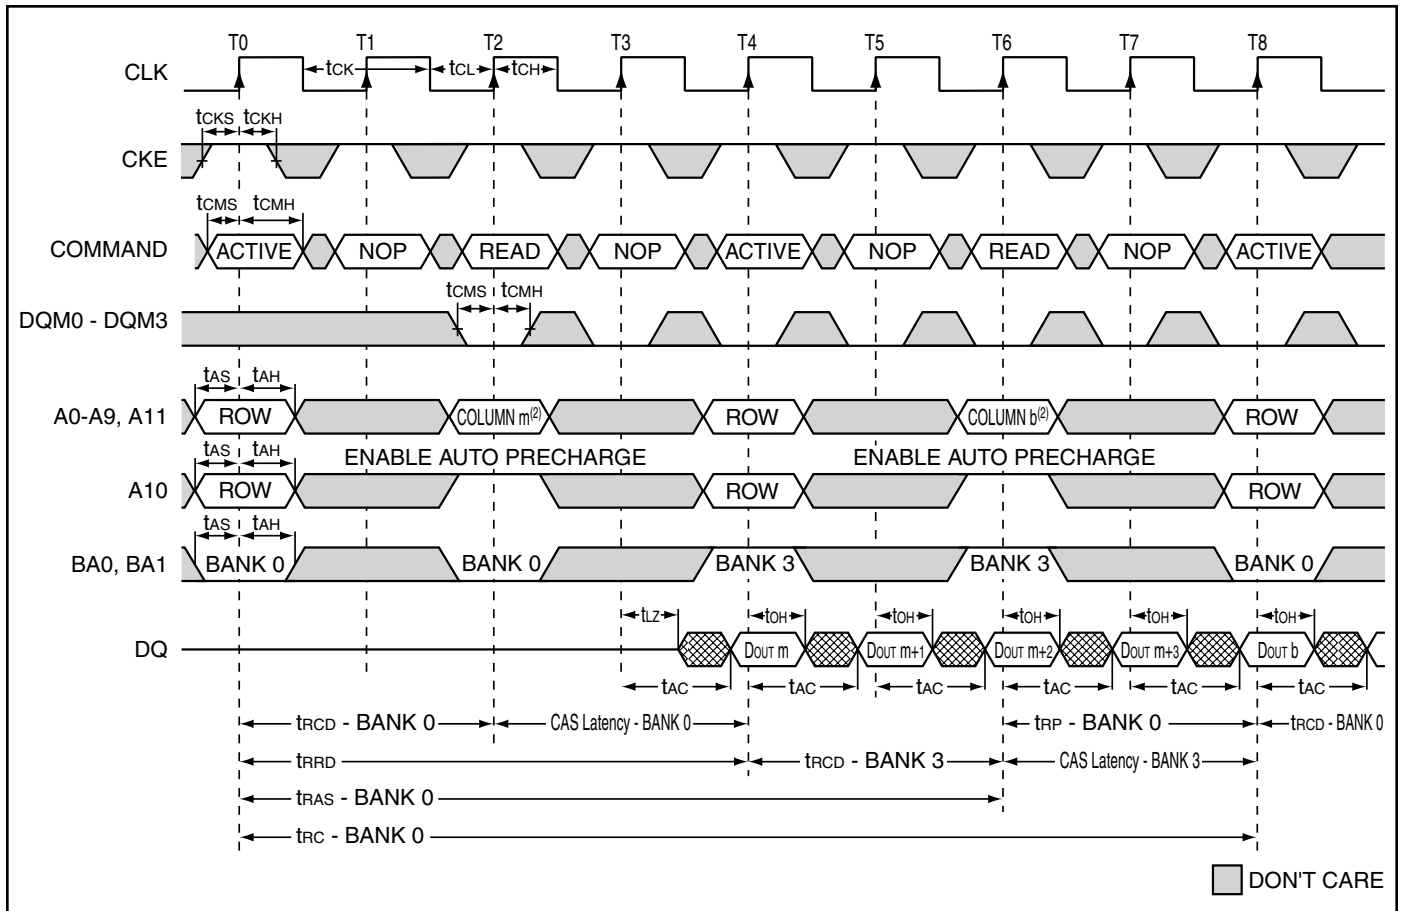 T0 T1 T2 T3 T4 T5 T6 T7 T8
CLK tCK tCL tCH
tCKS tCKH
CKE
tCMS tCMH
COMMAND ACTIVE NOP READ NOP ACTIVE NOP READ NOP ACTIVE
tCMS tCMH
DQM0 - DQM3
tAS tAH
A0-A9, A11 ROW COLUMN m(2) ROW COLUMN b(2) ROW
tAS tAH ENABLE AUTO PRECHARGE ENABLE AUTO PRECHARGE
A10 ROW ROW ROW
tAS tAH
BA0, BA1 BANK 0 BANK 0 BANK 3 BANK 3 BANK 0
tLZ tOH tOH tOH tOH tOH
DQ DOUT m DOUT m+1 DOUT m+2 DOUT m+3 DOUT b
tAC tAC tAC tAC tAC tAC
tRCD - BANK 0 CAS Latency - BANK 0 tRP - BANK 0 tRCD - BANK 0
tRRD tRCD - BANK 3 CAS Latency - BANK 3
tRAS - BANK 0
tRC - BANK 0
DON'T CARE